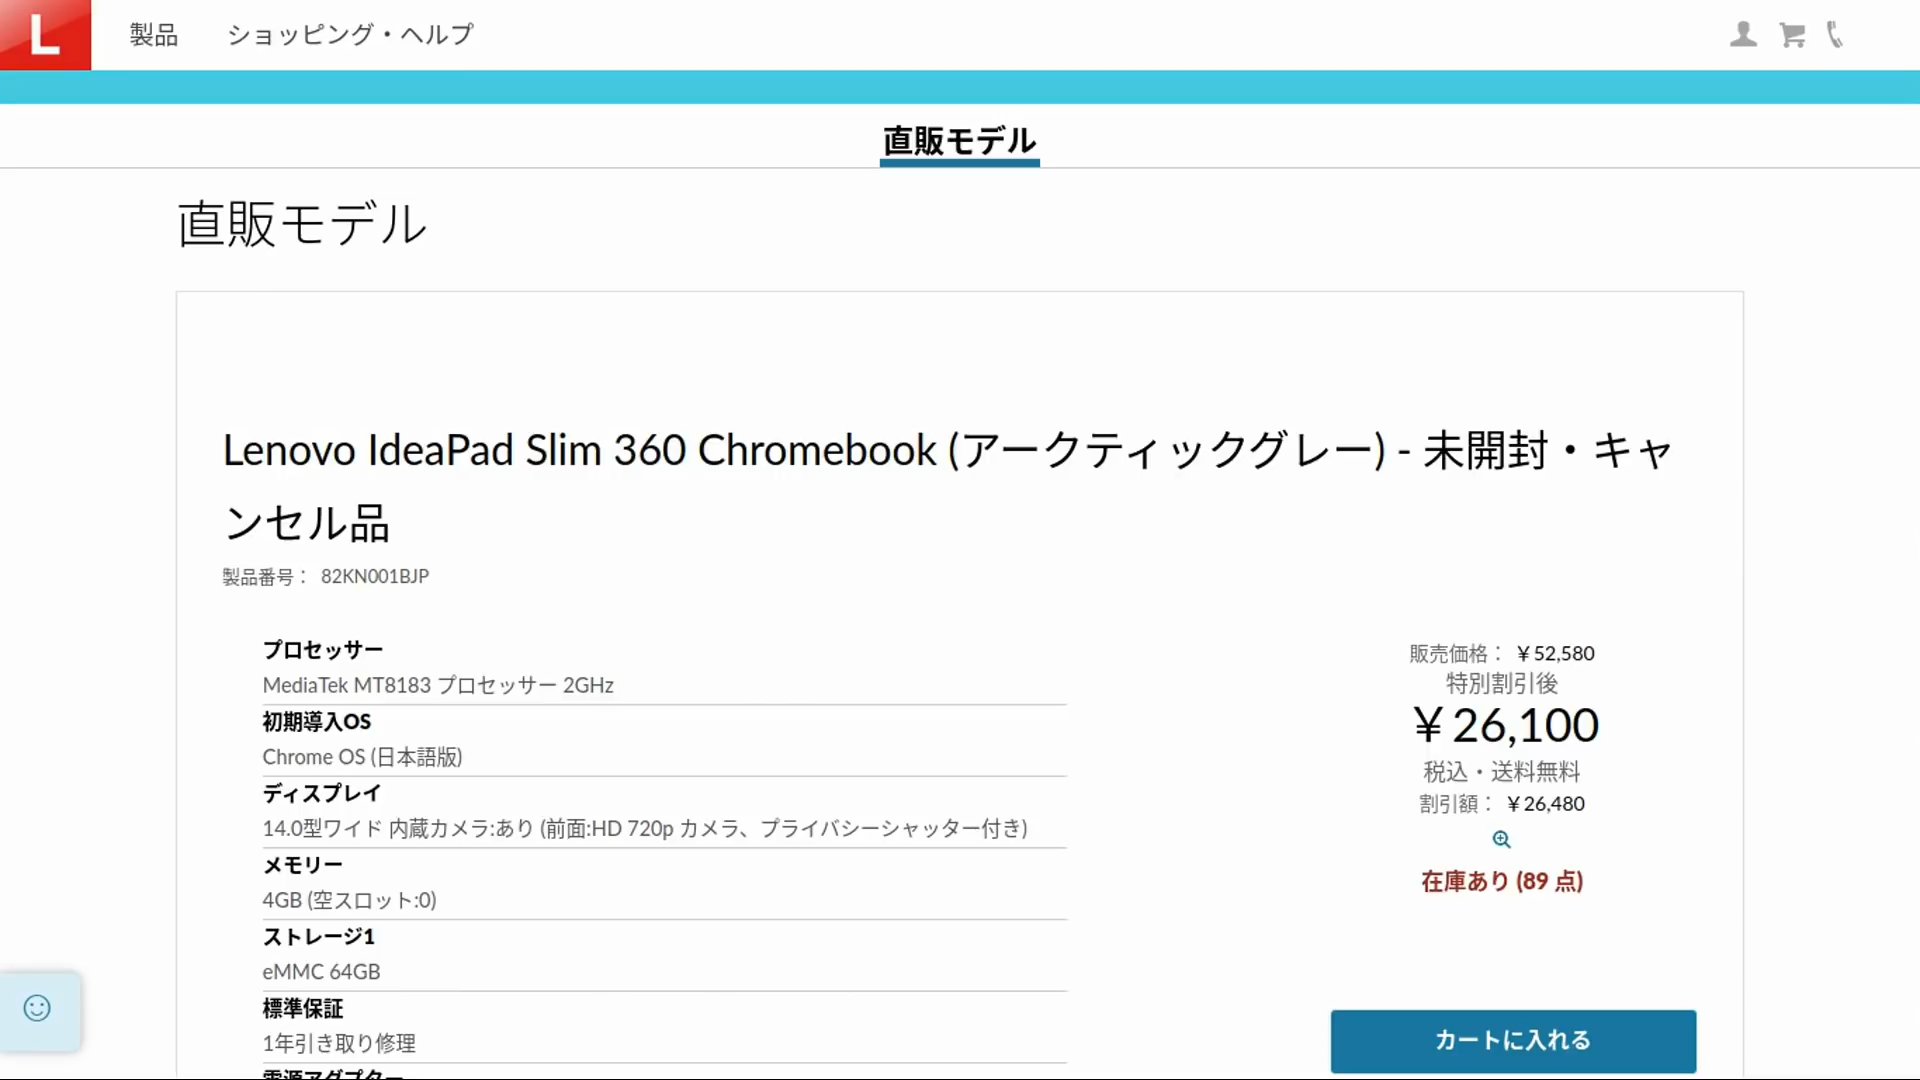 L
製品
ショッピング・ヘルプ
直販モデル
直販モデル
Lenovo IdeaPad Slim 360 Chromebook (アークティックグレー) - 未開封・キャ
ンセル品
製品番号： 82KN001BJP
プロセッサー
MediaTek MT8183 プロセッサー 2GHz
初期導入OS
Chrome OS (日本語版)
ディスプレイ
14.0型ワイド 内蔵カメラ:あり (前面:HD 720p カメラ、プライバシーシャッター付き)
メモリー
4GB (空スロット:0)
ストレージ1
eMMC 64GB
標準保証
1年引き取り修理
電源アダプター
販売価格： ￥52,580
特別割引後
￥26,100
税込・送料無料
割引額： ￥26,480
在庫あり (89 点)
カートに入れる